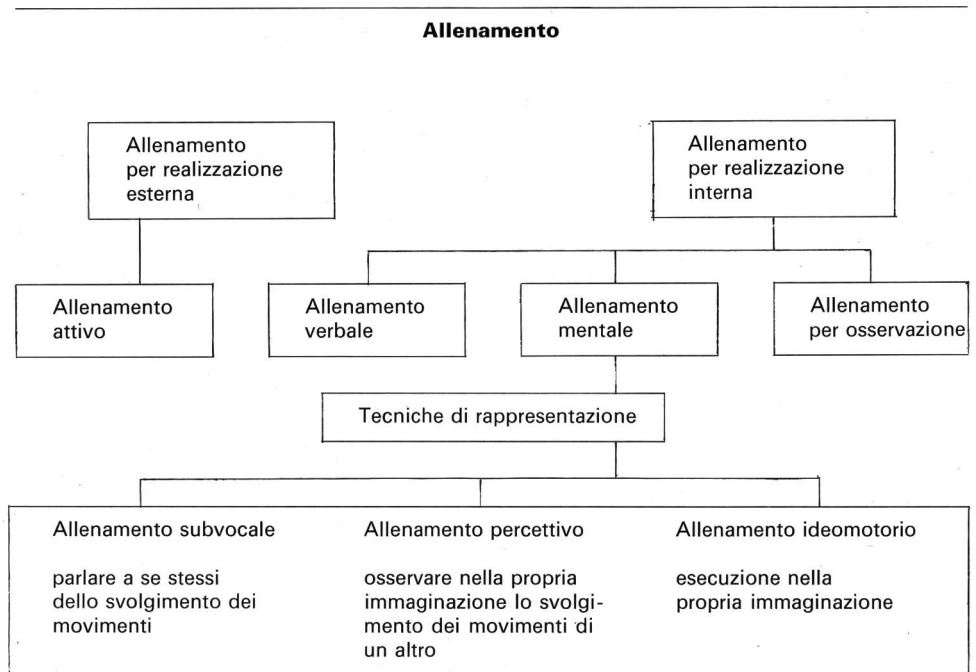 Allenamento
Allenamento
per realizzazione
esterna
Allenamento
per realizzazione
interna
Allenamento
attivo
Allenamento
verbale
Allenamento
mentale
Allenamento
per osservazione
Tecniche di rappresentazione
Allenamento subvocale
parlare a se stessi
dello svolgimento dei
movimenti
Allenamento percettivo
osservare nella propria
immaginazione lo svolgi-
mento dei movimenti di
un altro
Allenamento ideomotorio
esecuzione nella
propria immaginazione